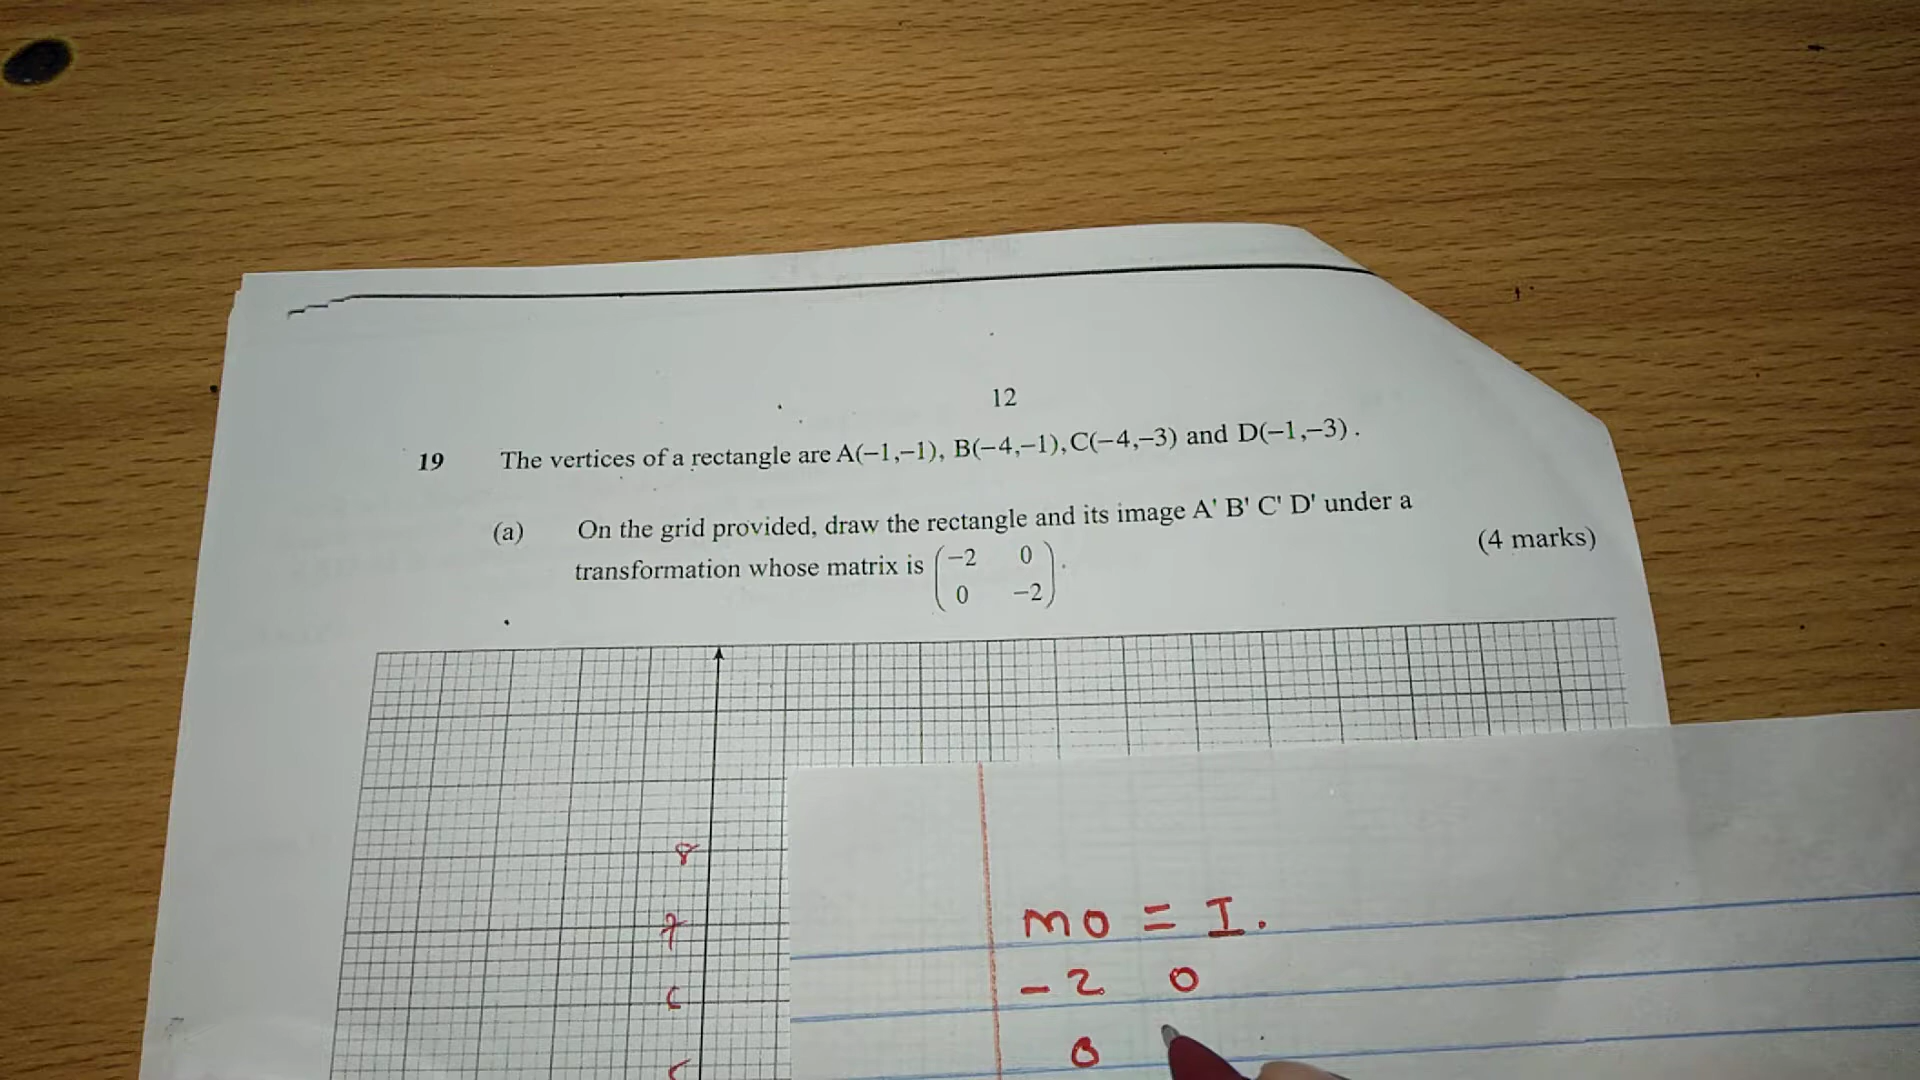 12
19 The vertices of a rectangle are A(−1,−1), B(−4,−1), C(−4,−3) and D(−1,−3).
(a) On the grid provided, draw the rectangle and its image A' B' C' D' under a
transformation whose matrix is (−2 0
0 −2). (4 marks)
8
7
6
5
mo = I.
-2 0
0